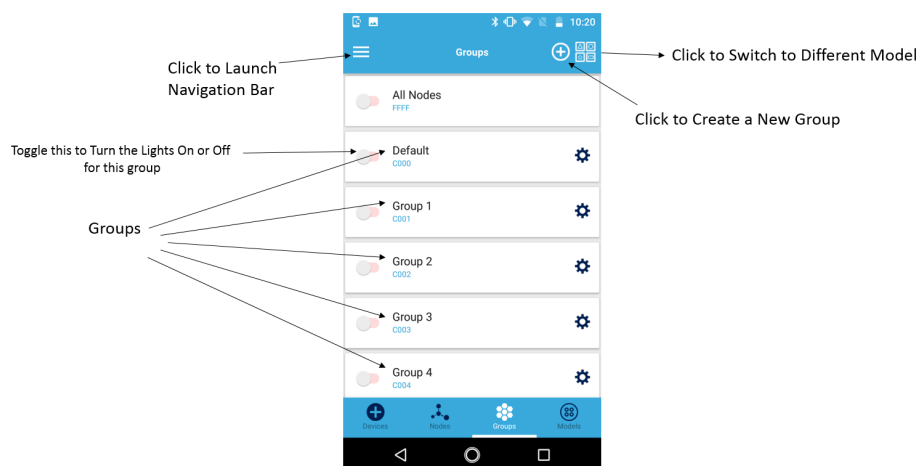 10:20
Groups
Click to Launch
Navigation Bar
Click to Switch to Different Model
Click to Create a New Group
All Nodes
FFFF
Toggle this to Turn the Lights On or Off
for this group
Default
C000
Groups
Group 1
C001
Group 2
C002
Group 3
C003
Group 4
C004
Devices
Nodes
Groups
Models